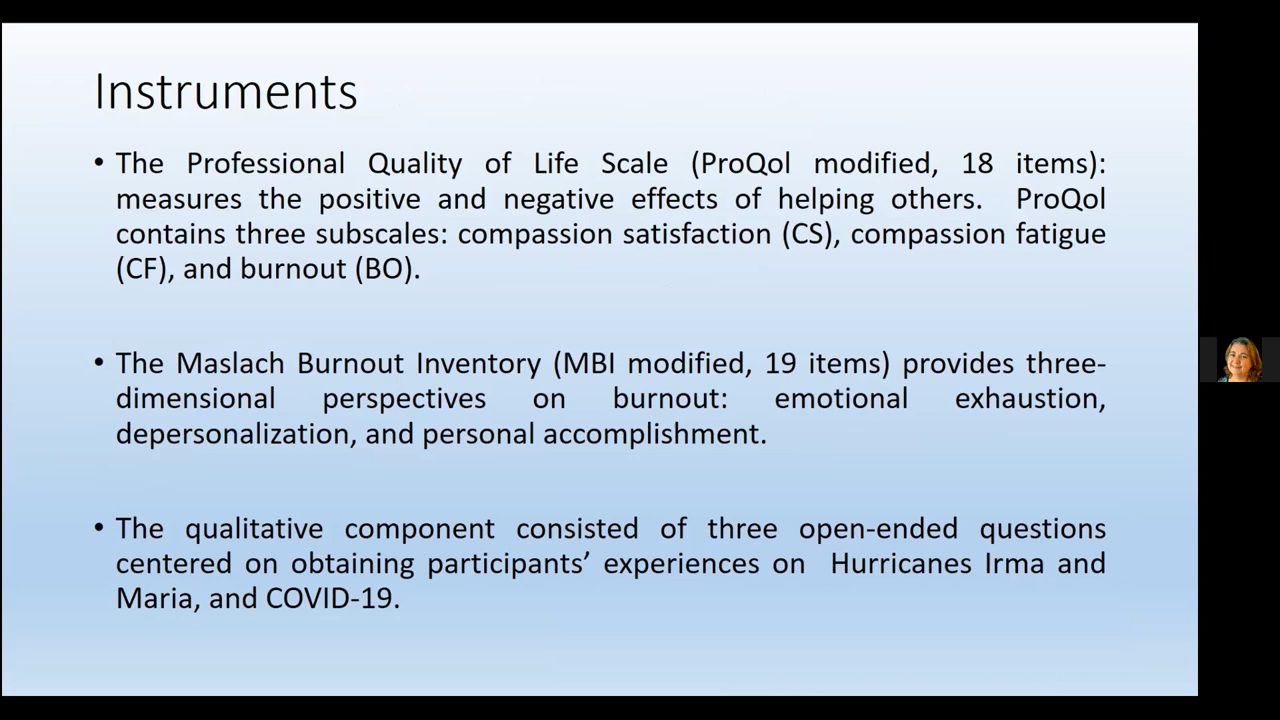 Instruments
• The Professional Quality of Life Scale (ProQol modified, 18 items):
measures the positive and negative effects of helping others.  ProQol
contains three subscales: compassion satisfaction (CS), compassion fatigue
(CF), and burnout (BO).
• The Maslach Burnout Inventory (MBI modified, 19 items) provides three-
dimensional perspectives on burnout: emotional exhaustion,
depersonalization, and personal accomplishment.
• The qualitative component consisted of three open-ended questions
centered on obtaining participants’ experiences on  Hurricanes Irma and
Maria, and COVID-19.